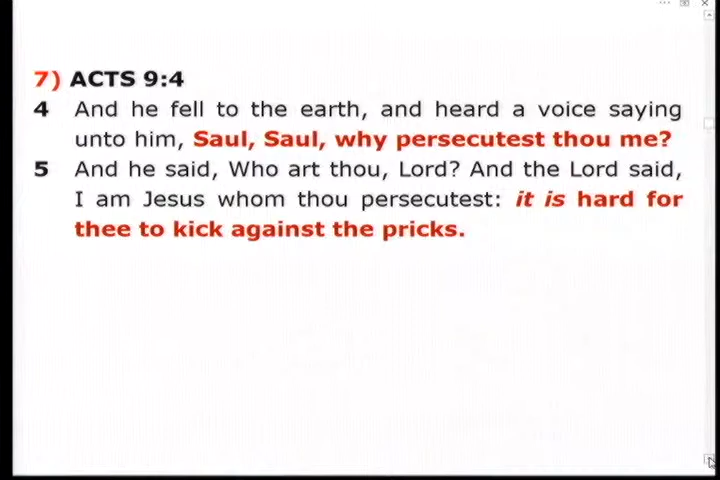 7) ACTS 9:4
4 And he fell to the earth, and heard a voice saying
unto him, Saul, Saul, why persecutest thou me?
5 And he said, Who art thou, Lord? And the Lord said,
I am Jesus whom thou persecutest: it is hard for
thee to kick against the pricks.